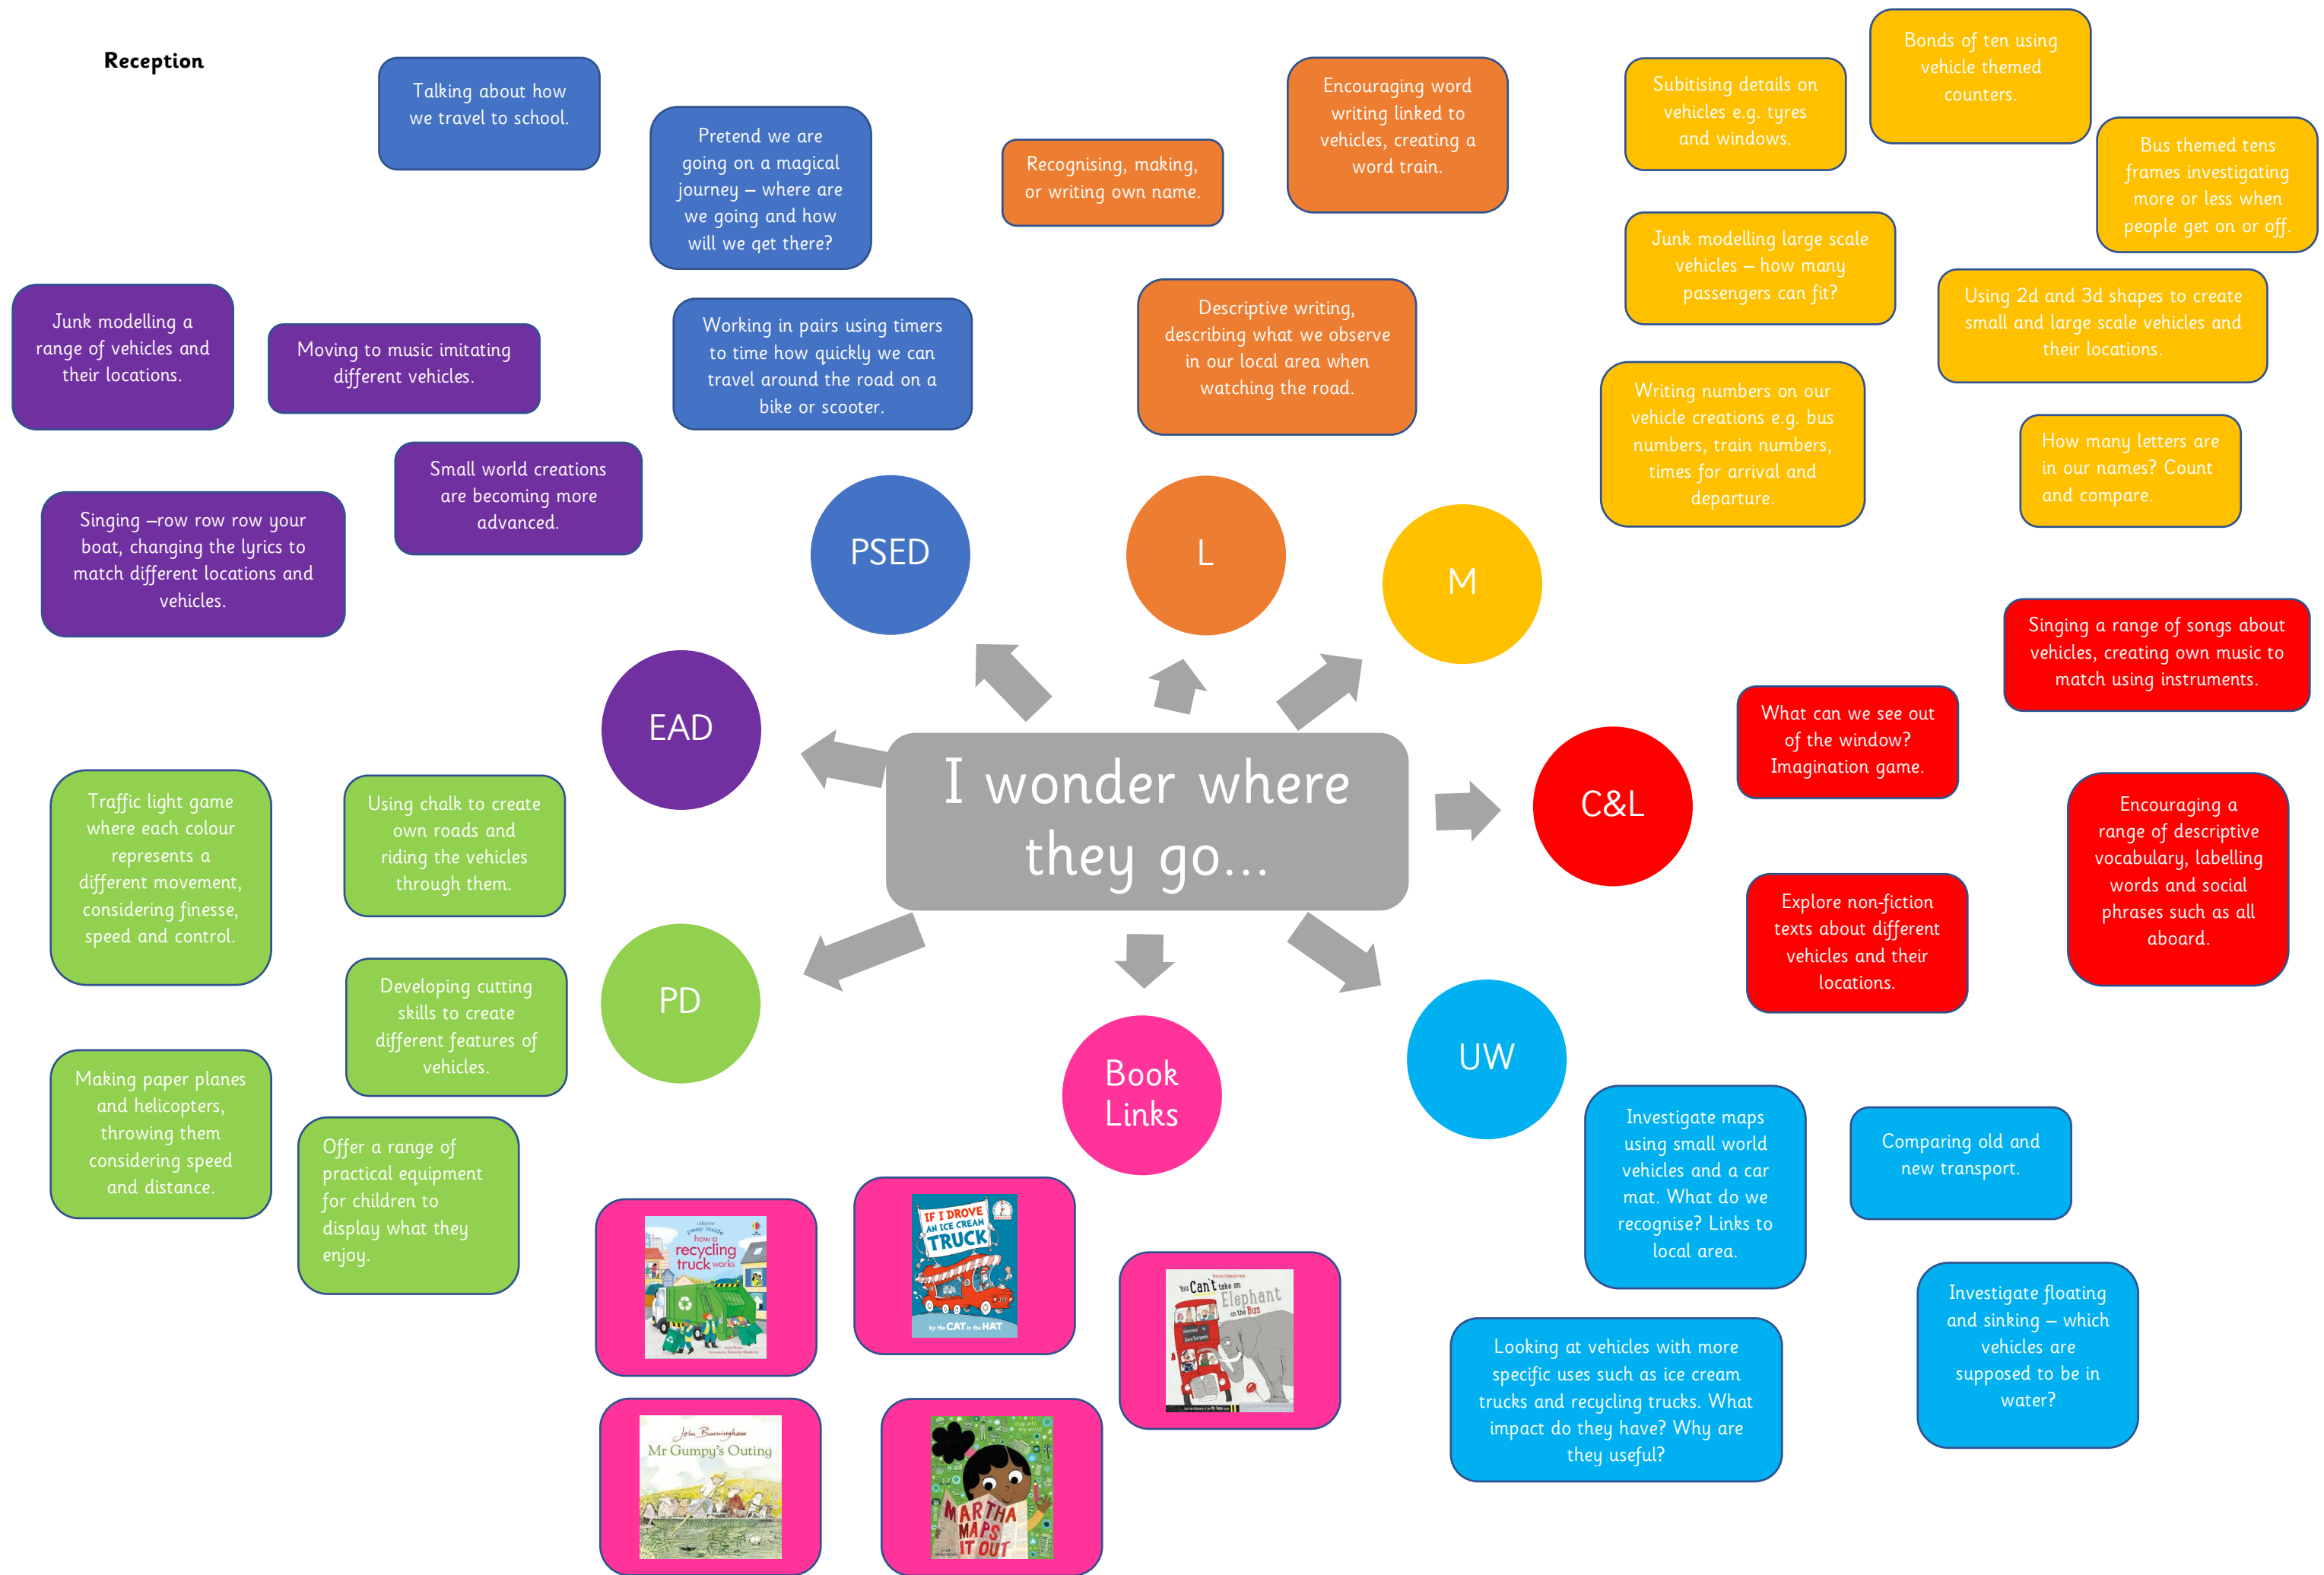 Reception
Talking about how
we travel to school.
Pretend we are
going on a magical
journey – where are
we going and how
will we get there?
Working in pairs using timers
to time how quickly we can
travel around the road on a
bike or scooter.
PSED
Recognising, making,
or writing own name.
Encouraging word
writing linked to
vehicles, creating a
word train.
Descriptive writing,
describing what we observe
in our local area when
watching the road.
L
Subitising details on
vehicles e.g. tyres
and windows.
Bonds of ten using
vehicle themed
counters.
Bus themed tens
frames investigating
more or less when
people get on or off.
Junk modelling large scale
vehicles – how many
passengers can fit?
Using 2d and 3d shapes to create
small and large scale vehicles and
their locations.
Writing numbers on our
vehicle creations e.g. bus
numbers, train numbers,
times for arrival and
departure.
How many letters are
in our names? Count
and compare.
M
Junk modelling a
range of vehicles and
their locations.
Moving to music imitating
different vehicles.
Small world creations
are becoming more
advanced.
Singing –row row row your
boat, changing the lyrics to
match different locations and
vehicles.
EAD
I wonder where
they go...
C&L
Singing a range of songs about
vehicles, creating own music to
match using instruments.
What can we see out
of the window?
Imagination game.
Encouraging a
range of descriptive
vocabulary, labelling
words and social
phrases such as all
aboard.
Explore non-fiction
texts about different
vehicles and their
locations.
Traffic light game
where each colour
represents a
different movement,
considering finesse,
speed and control.
Using chalk to create
own roads and
riding the vehicles
through them.
Developing cutting
skills to create
different features of
vehicles.
Making paper planes
and helicopters,
throwing them
considering speed
and distance.
Offer a range of
practical equipment
for children to
display what they
enjoy.
PD
Book
Links
usborne
peep inside
how a
recycling
truck works
IF I DROVE
AN ICE CREAM
TRUCK
by the CAT in the HAT
You Can't take an
Elephant
on the Bus
John Burningham
Mr Gumpy's Outing
MARTHA
MAPS
IT OUT
UW
Investigate maps
using small world
vehicles and a car
mat. What do we
recognise? Links to
local area.
Comparing old and
new transport.
Investigate floating
and sinking – which
vehicles are
supposed to be in
water?
Looking at vehicles with more
specific uses such as ice cream
trucks and recycling trucks. What
impact do they have? Why are
they useful?